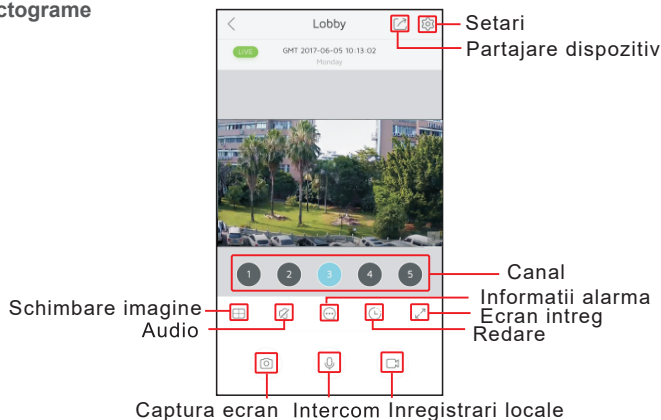 ctograme
Lobby
Setari
Partajare dispozitiv
LIVE
GMT 2017-06-05 10:13:02
Monday
1 2 3 4 5
Canal
Informatii alarma
Schimbare imagine
Ecran intreg
Audio
Redare
Captura ecran Intercom Inregistrari locale